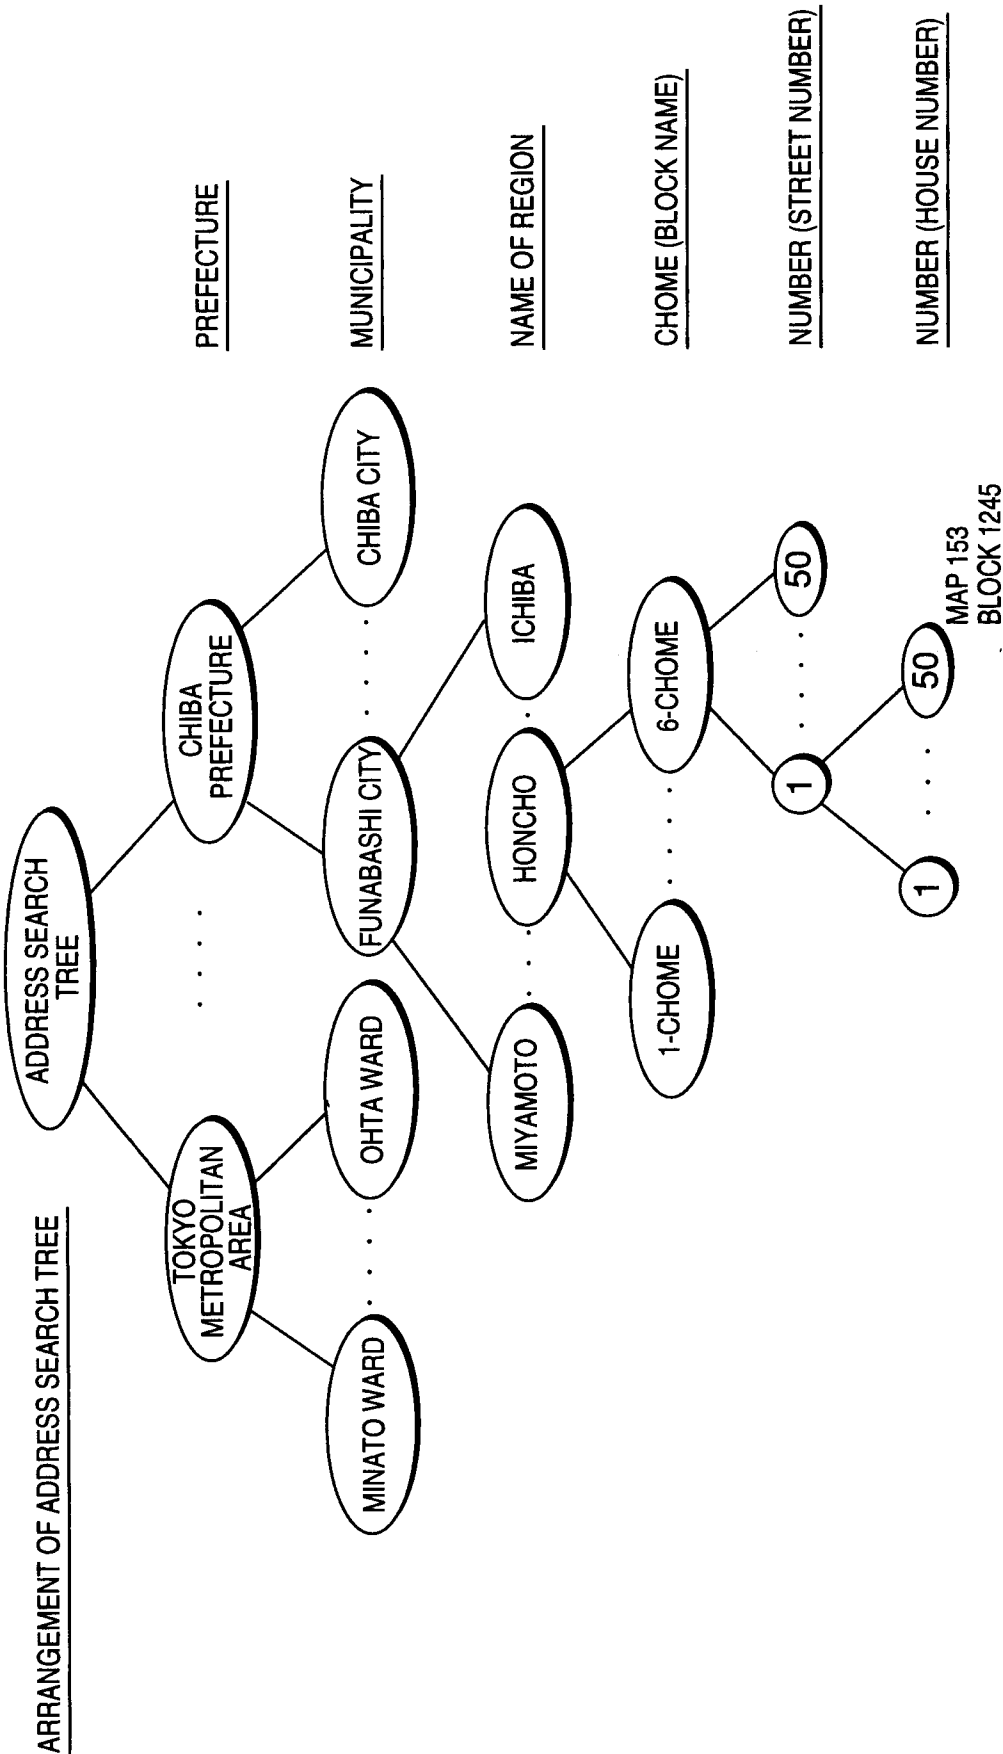 ARRANGEMENT OF ADDRESS SEARCH TREE
ADDRESS SEARCH
TREE
TOKYO
METROPOLITAN
AREA
. . . .
CHIBA
PREFECTURE
PREFECTURE
MINATO WARD
. . . .
OHTA WARD
FUNABASHI CITY
. . . .
CHIBA CITY
MUNICIPALITY
MIYAMOTO
. . .
HONCHO
.
ICHIBA
NAME OF REGION
1-CHOME
. . . .
6-CHOME
CHOME (BLOCK NAME)
1
. . . .
50
NUMBER (STREET NUMBER)
1
. . .
50
NUMBER (HOUSE NUMBER)
MAP 153
BLOCK 1245